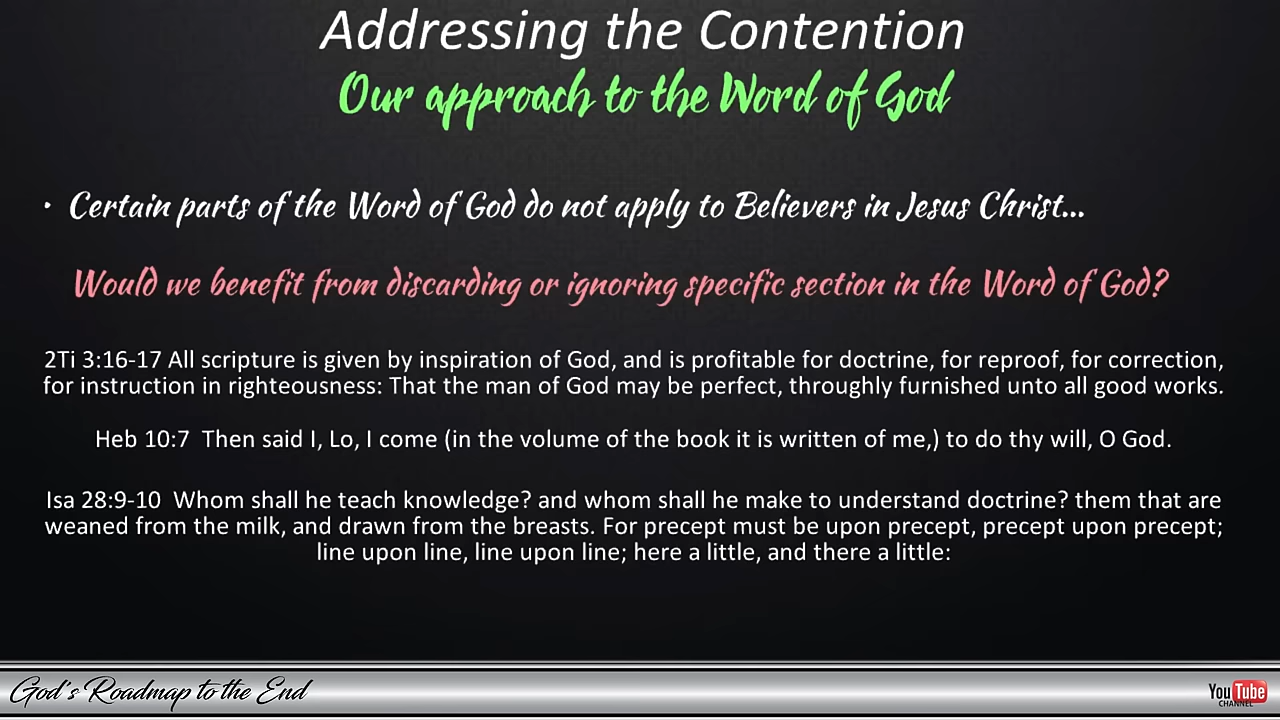 Addressing the Contention
Our approach to the Word of God
• Certain parts of the Word of God do not apply to Believers in Jesus Christ...
Would we benefit from discarding or ignoring specific section in the Word of God?
2Ti 3:16-17 All scripture is given by inspiration of God, and is profitable for doctrine, for reproof, for correction,
for instruction in righteousness: That the man of God may be perfect, throughly furnished unto all good works.
Heb 10:7 Then said I, Lo, I come (in the volume of the book it is written of me,) to do thy will, O God.
Isa 28:9-10 Whom shall he teach knowledge? and whom shall he make to understand doctrine? them that are
weaned from the milk, and drawn from the breasts. For precept must be upon precept, precept upon precept;
line upon line, line upon line; here a little, and there a little:
God's Roadmap to the End
YouTube
CHANNEL